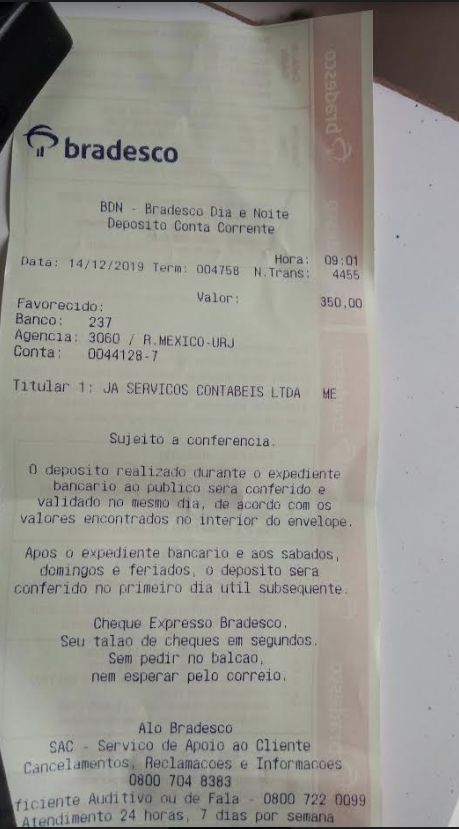 bradesco
BDN - Bradesco Dia e Noite
Deposito Conta Corrente
Hora: 09:01
Data: 14/12/2019 Term: 004758 N.Trans: 4455
Valor: 350,00
Favorecido:
Banco: 237
Agencia: 3060 / R.MEXICO-URJ
Conta: 0044128-7
Titular 1: JA SERVICOS CONTABEIS LTDA ME
Sujeito a conferencia.
O deposito realizado durante o expediente
bancario ao publico sera conferido e
validado no mesmo dia, de acordo com os
valores encontrados no interior do envelope.
Apos o expediente bancario e aos sabados,
domingos e feriados, o deposito sera
conferido no primeiro dia util subsequente.
Cheque Expresso Bradesco.
Seu talao de cheques em segundos.
Sem pedir no balcao,
nem esperar pelo correio.
Alo Bradesco
SAC - Servico de Apoio ao Cliente
Cancelamentos, Reclamacoes e Informacoes
0800 704 8383
ficiente Auditivo ou de Fala - 0800 722 0099
Atendimento 24 horas, 7 dias por semana
bradesco